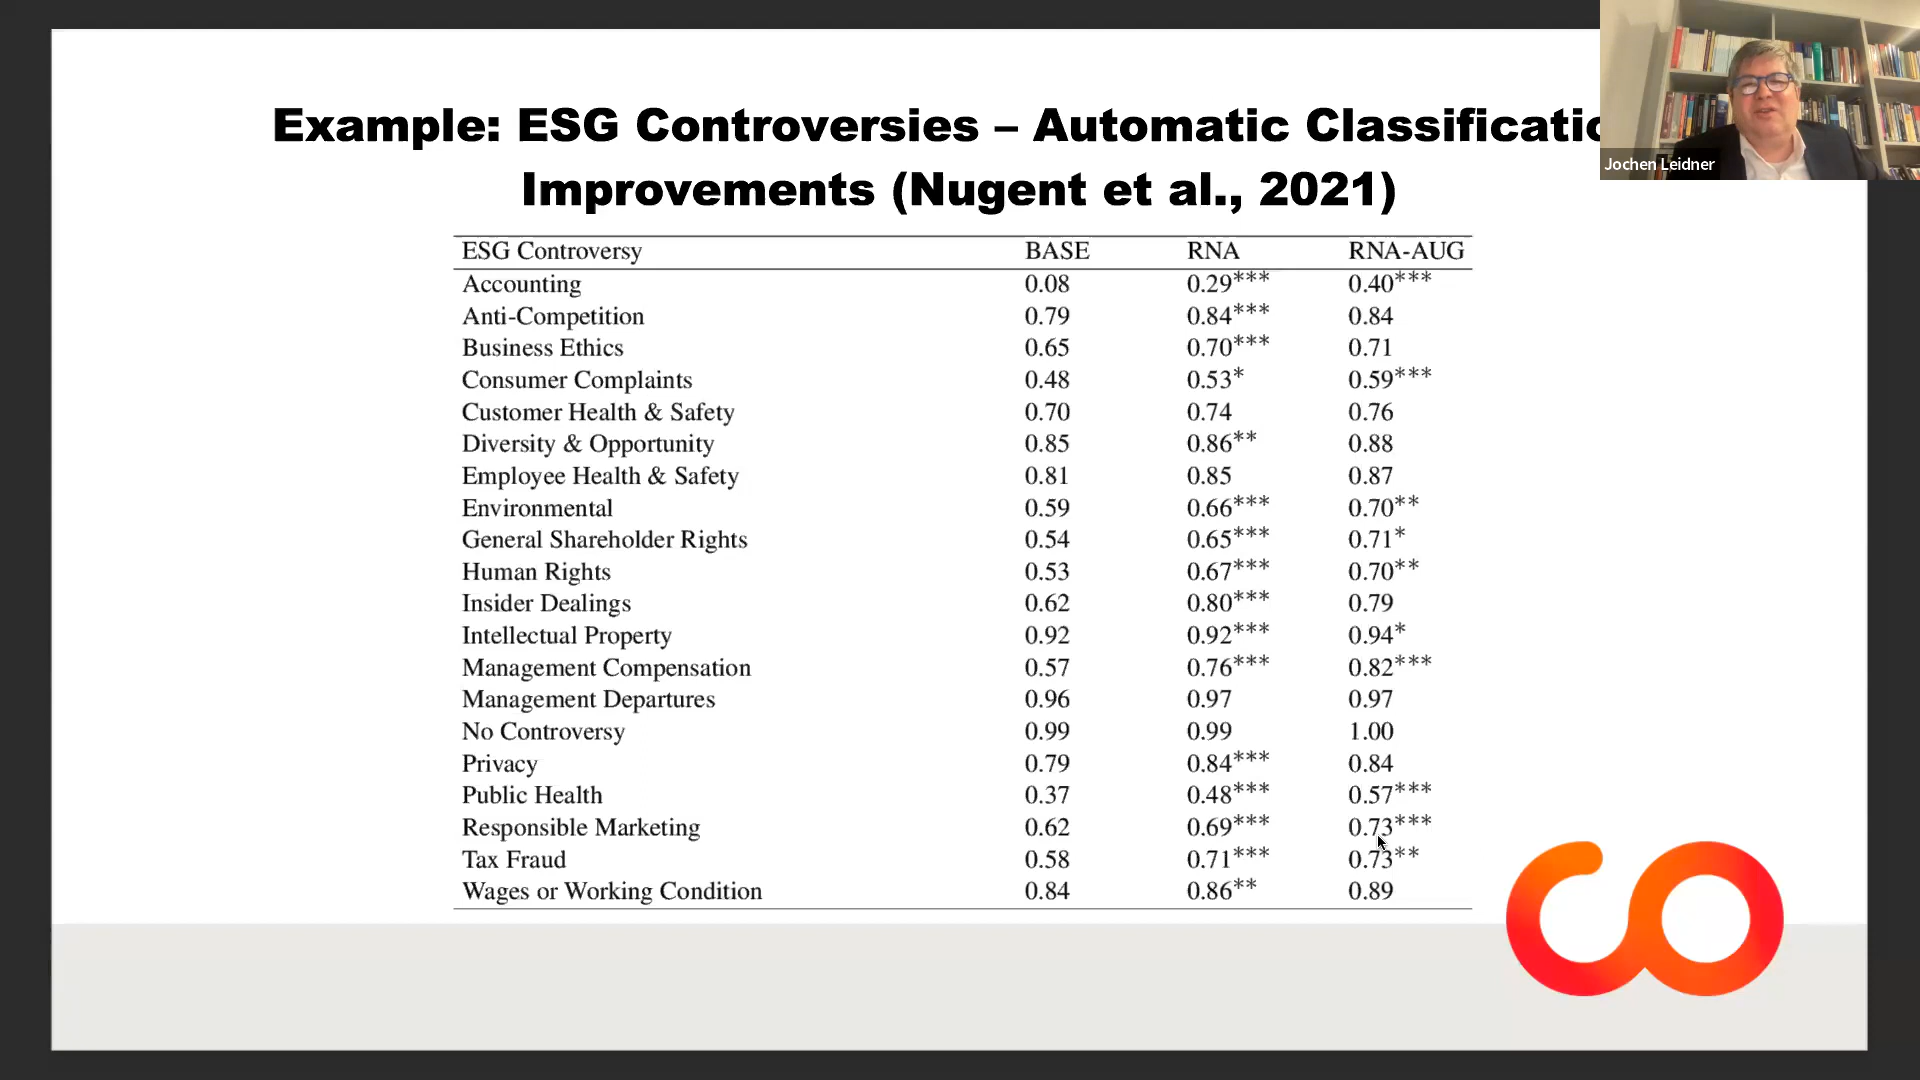 Example: ESG Controversies – Automatic Classificatio
Improvements (Nugent et al., 2021)
Jochen Leidner
ESG Controversy BASE RNA RNA-AUG
Accounting 0.08 0.29*** 0.40***
Anti-Competition 0.79 0.84*** 0.84
Business Ethics 0.65 0.70*** 0.71
Consumer Complaints 0.48 0.53* 0.59***
Customer Health & Safety 0.70 0.74 0.76
Diversity & Opportunity 0.85 0.86** 0.88
Employee Health & Safety 0.81 0.85 0.87
Environmental 0.59 0.66*** 0.70**
General Shareholder Rights 0.54 0.65*** 0.71*
Human Rights 0.53 0.67*** 0.70**
Insider Dealings 0.62 0.80*** 0.79
Intellectual Property 0.92 0.92*** 0.94*
Management Compensation 0.57 0.76*** 0.82***
Management Departures 0.96 0.97 0.97
No Controversy 0.99 0.99 1.00
Privacy 0.79 0.84*** 0.84
Public Health 0.37 0.48*** 0.57***
Responsible Marketing 0.62 0.69*** 0.73***
Tax Fraud 0.58 0.71*** 0.73**
Wages or Working Condition 0.84 0.86** 0.89